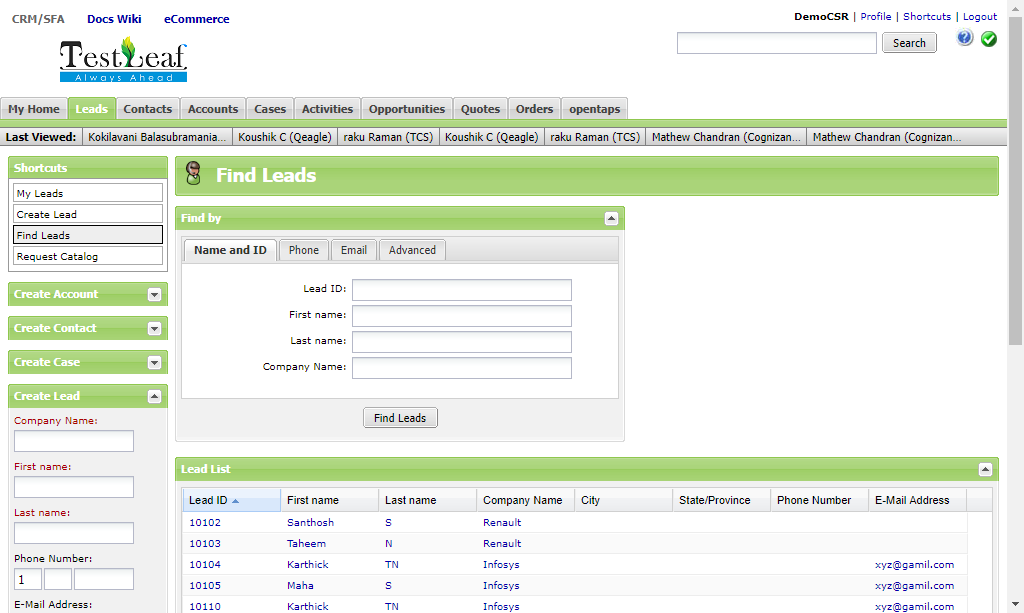 CRM/SFA Docs Wiki eCommerce
DemoCSR | Profile | Shortcuts | Logout
TestLeaf
Always Ahead
Search
?
My Home Leads Contacts Accounts Cases Activities Opportunities Quotes Orders opentaps
Last Viewed: Kokilavani Balasubramania... Koushik C (Qeagle) raku Raman (TCS) Koushik C (Qeagle) raku Raman (TCS) Mathew Chandran (Cognizan... Mathew Chandran (Cognizan...
Shortcuts
My Leads
Create Lead
Find Leads
Request Catalog
Create Account
Create Contact
Create Case
Create Lead
Company Name:
First name:
Last name:
Phone Number:
1
E-Mail Address:
Find Leads
Find by
Name and ID Phone Email Advanced
Lead ID:
First name:
Last name:
Company Name:
Find Leads
Lead List
Lead ID First name Last name Company Name City State/Province Phone Number E-Mail Address
10102 Santhosh S Renault
10103 Taheem N Renault
10104 Karthick TN Infosys xyz@gamil.com
10105 Maha S Infosys xyz@gamil.com
10110 Karthick TN Infosys xyz@gamil.com